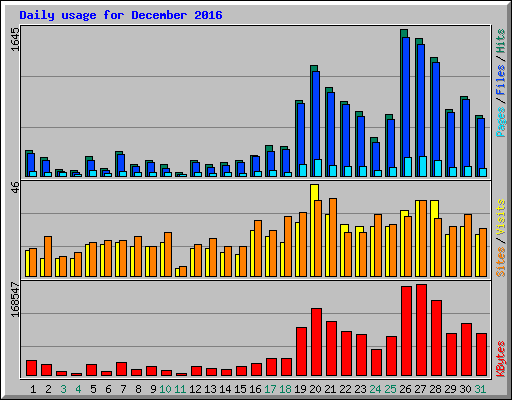 Daily usage for December 2016
1645
Pages / Files / Hits
46
Sites / Visits
168547
KBytes
1 2 3 4 5 6 7 8 9 10 11 12 13 14 15 16 17 18 19 20 21 22 23 24 25 26 27 28 29 30 31